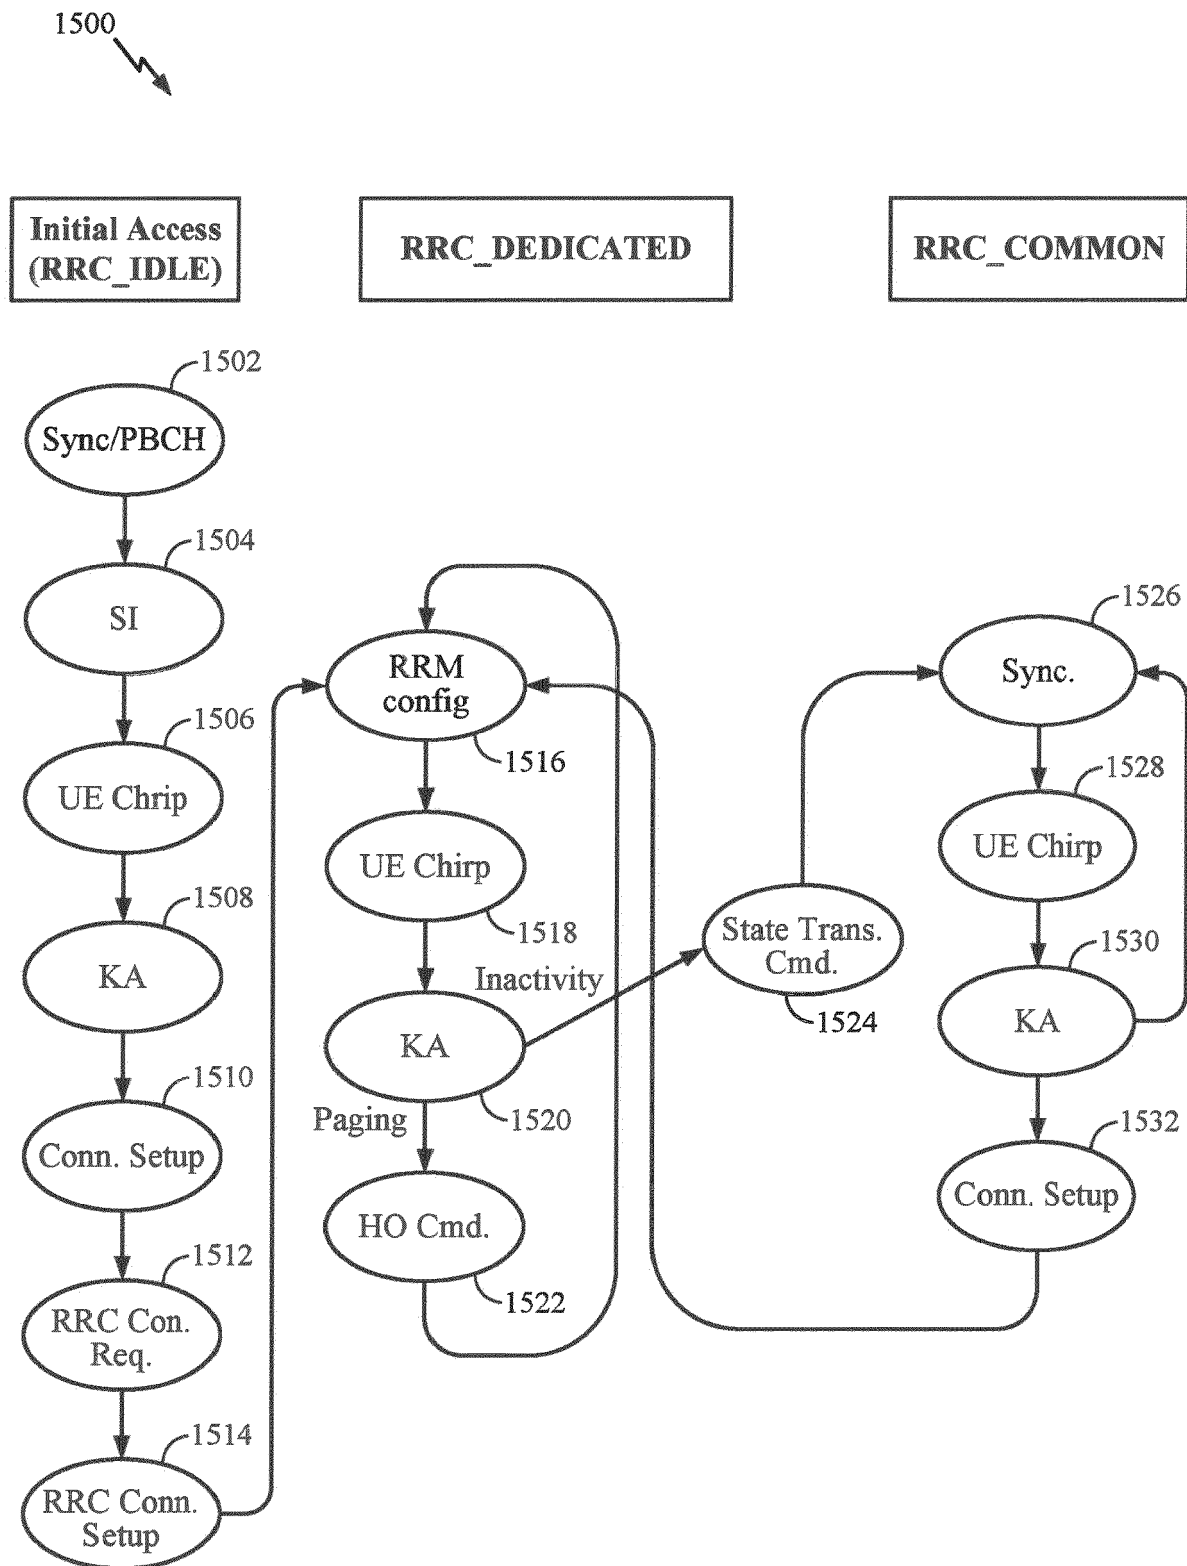 1500
Initial Access
(RRC_IDLE)
RRC_DEDICATED
RRC_COMMON
1502
Sync/PBCH
1504
SI
1506
UE Chrip
1508
KA
1510
Conn. Setup
1512
RRC Con.
Req.
1514
RRC Conn.
Setup
RRM
config
1516
UE Chirp
1518
Inactivity
KA
1520
Paging
HO Cmd.
1522
State Trans.
Cmd.
1524
1526
Sync.
1528
UE Chirp
1530
KA
1532
Conn. Setup